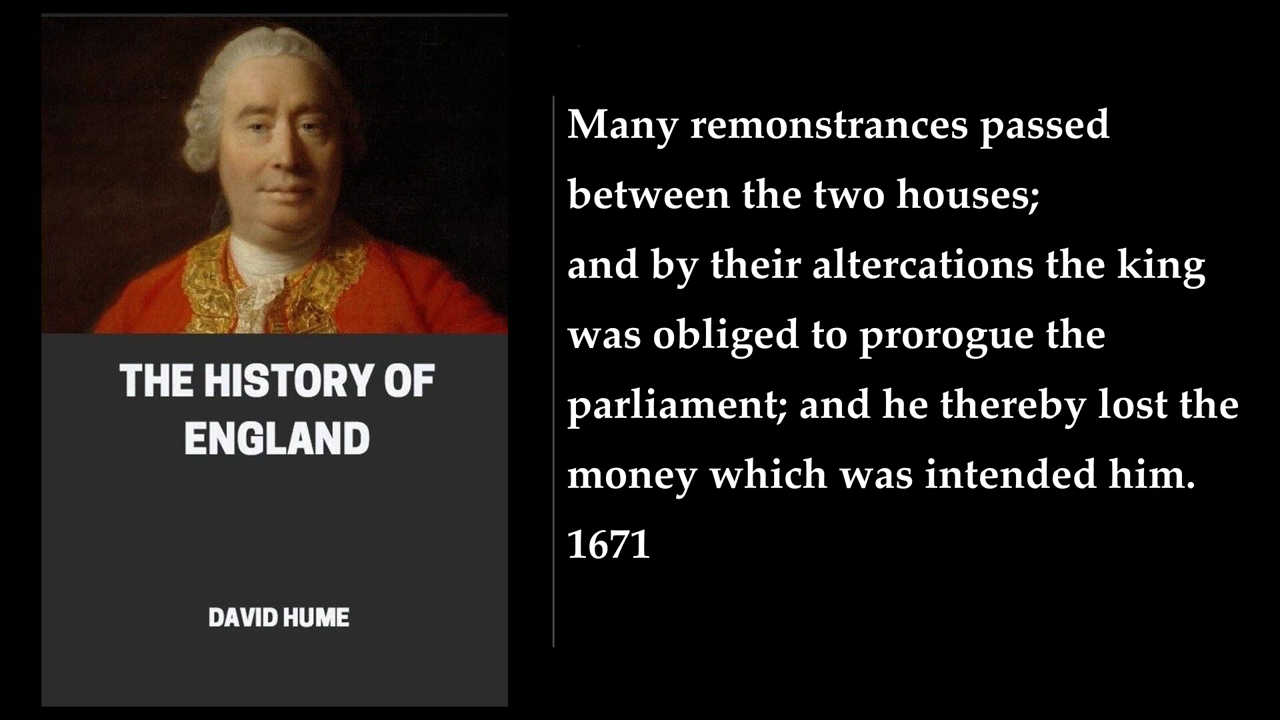 THE HISTORY OF
ENGLAND
DAVID HUME
Many remonstrances passed
between the two houses;
and by their altercations the king
was obliged to prorogue the
parliament; and he thereby lost the
money which was intended him.
1671